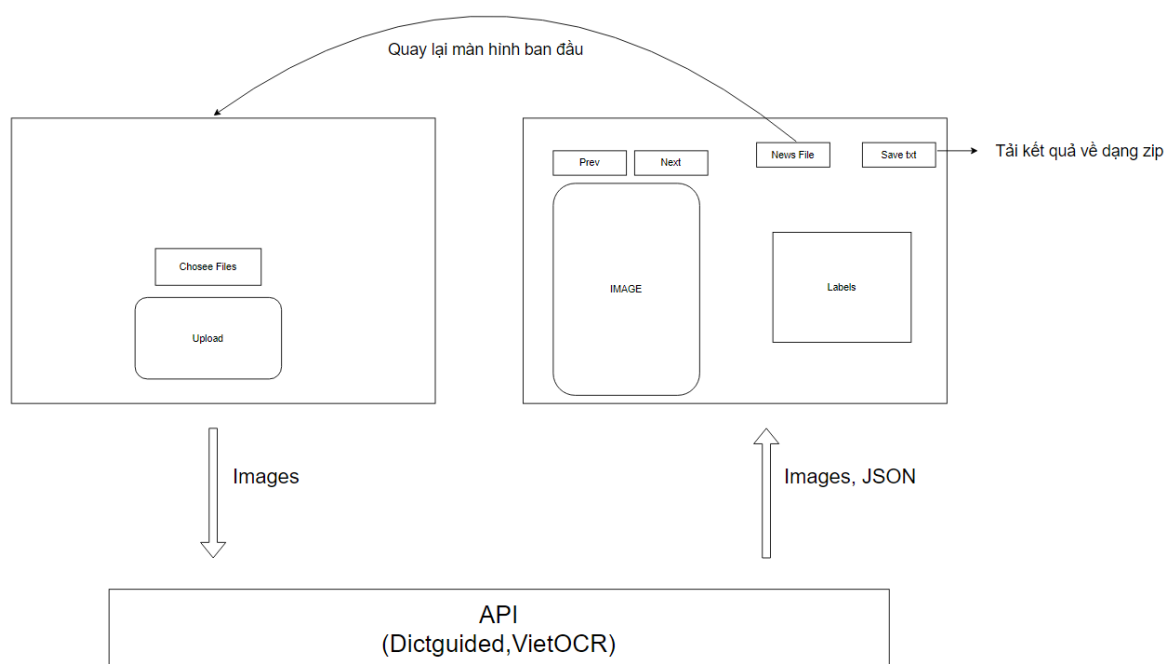 Quay lại màn hình ban đầu
Prev
Next
News File
Save txt
Tải kết quả về dạng zip
Chosee Files
Upload
IMAGE
Labels
Images
Images, JSON
API
(Dictguided,VietOCR)